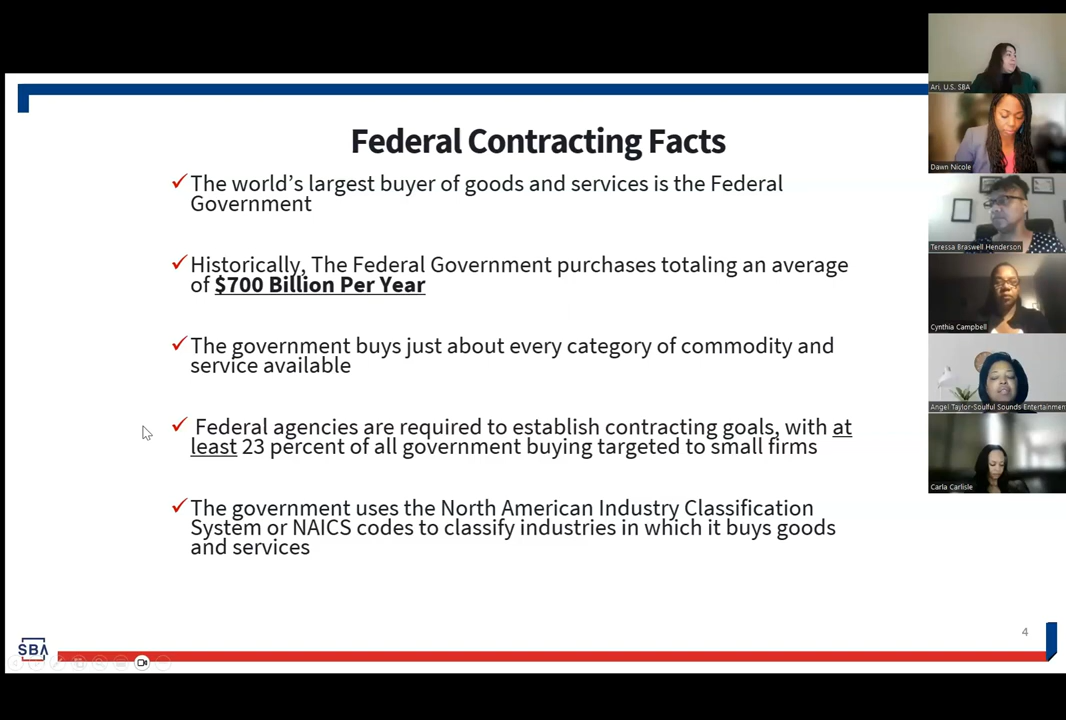 Federal Contracting Facts
The world's largest buyer of goods and services is the Federal
Government
Historically, The Federal Government purchases totaling an average
of $700 Billion Per Year
The government buys just about every category of commodity and
service available
Federal agencies are required to establish contracting goals, with at
least 23 percent of all government buying targeted to small firms
The government uses the North American Industry Classification
System or NAICS codes to classify industries in which it buys goods
and services
4
SBA
Ari, U.S. SBA
Dawn Nicole
Teressa Braswell Henderson
Cynthia Campbell
Angel Taylor-Soulful Sounds Entertainmen
Carla Carlisle